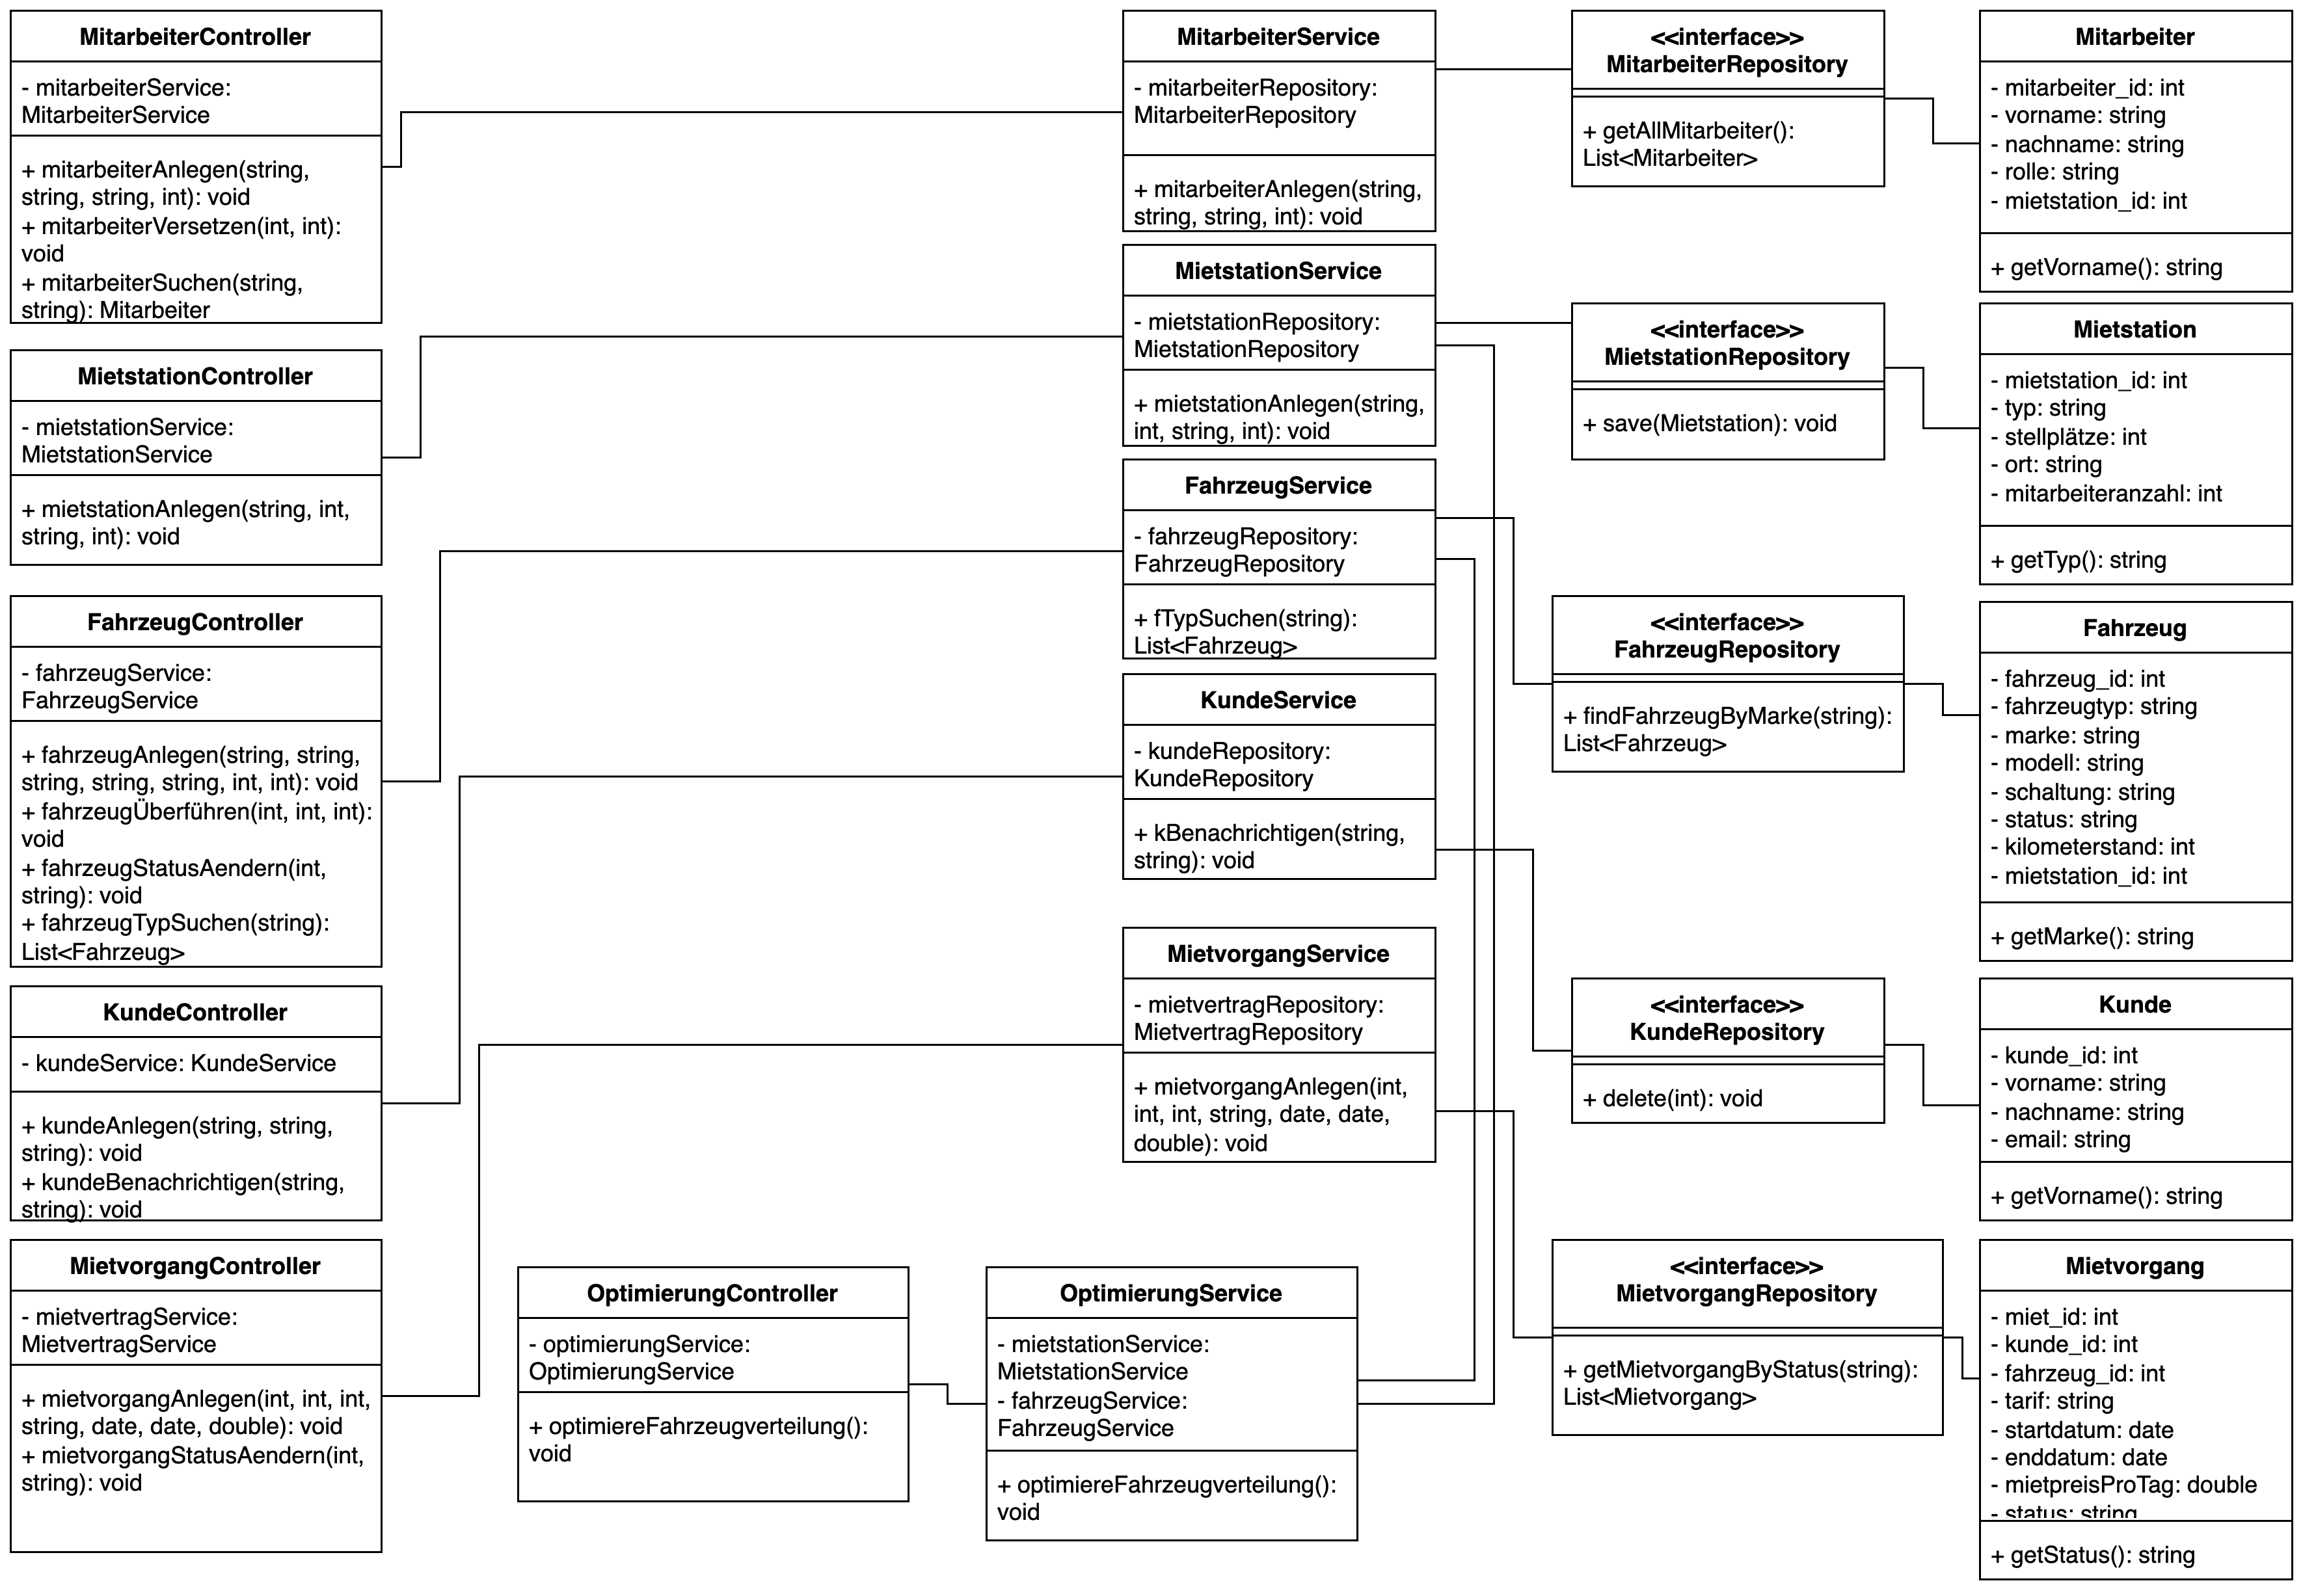 MitarbeiterController
- mitarbeiterService:
MitarbeiterService
+ mitarbeiterAnlegen(string,
string, string, int): void
+ mitarbeiterVersetzen(int, int):
void
+ mitarbeiterSuchen(string,
string): Mitarbeiter
MietstationController
- mietstationService:
MietstationService
+ mietstationAnlegen(string, int,
string, int): void
FahrzeugController
- fahrzeugService:
FahrzeugService
+ fahrzeugAnlegen(string, string,
string, string, string, int, int): void
+ fahrzeugÜberführen(int, int, int):
void
+ fahrzeugStatusAendern(int,
string): void
+ fahrzeugTypSuchen(string):
List<Fahrzeug>
KundeController
- kundeService: KundeService
+ kundeAnlegen(string, string,
string): void
+ kundeBenachrichtigen(string,
string): void
MietvorgangController
- mietvertragService:
MietvertragService
+ mietvorgangAnlegen(int, int, int,
string, date, date, double): void
+ mietvorgangStatusAendern(int,
string): void
OptimierungController
- optimierungService:
OptimierungService
+ optimiereFahrzeugverteilung():
void
OptimierungService
- mietstationService:
MietstationService
- fahrzeugService:
FahrzeugService
+ optimiereFahrzeugverteilung():
void
MitarbeiterService
- mitarbeiterRepository:
MitarbeiterRepository
+ mitarbeiterAnlegen(string,
string, string, int): void
MietstationService
- mietstationRepository:
MietstationRepository
+ mietstationAnlegen(string,
int, string, int): void
FahrzeugService
- fahrzeugRepository:
FahrzeugRepository
+ fTypSuchen(string):
List<Fahrzeug>
KundeService
- kundeRepository:
KundeRepository
+ kBenachrichtigen(string,
string): void
MietvorgangService
- mietvertragRepository:
MietvertragRepository
+ mietvorgangAnlegen(int,
int, int, string, date, date,
double): void
<<interface>>
MitarbeiterRepository
+ getAllMitarbeiter():
List<Mitarbeiter>
<<interface>>
MietstationRepository
+ save(Mietstation): void
<<interface>>
FahrzeugRepository
+ findFahrzeugByMarke(string):
List<Fahrzeug>
<<interface>>
KundeRepository
+ delete(int): void
<<interface>>
MietvorgangRepository
+ getMietvorgangByStatus(string):
List<Mietvorgang>
Mitarbeiter
- mitarbeiter_id: int
- vorname: string
- nachname: string
- rolle: string
- mietstation_id: int
+ getVorname(): string
Mietstation
- mietstation_id: int
- typ: string
- stellplätze: int
- ort: string
- mitarbeiteranzahl: int
+ getTyp(): string
Fahrzeug
- fahrzeug_id: int
- fahrzeugtyp: string
- marke: string
- modell: string
- schaltung: string
- status: string
- kilometerstand: int
- mietstation_id: int
+ getMarke(): string
Kunde
- kunde_id: int
- vorname: string
- nachname: string
- email: string
+ getVorname(): string
Mietvorgang
- miet_id: int
- kunde_id: int
- fahrzeug_id: int
- tarif: string
- startdatum: date
- enddatum: date
- mietpreisProTag: double
- status: string
+ getStatus(): string